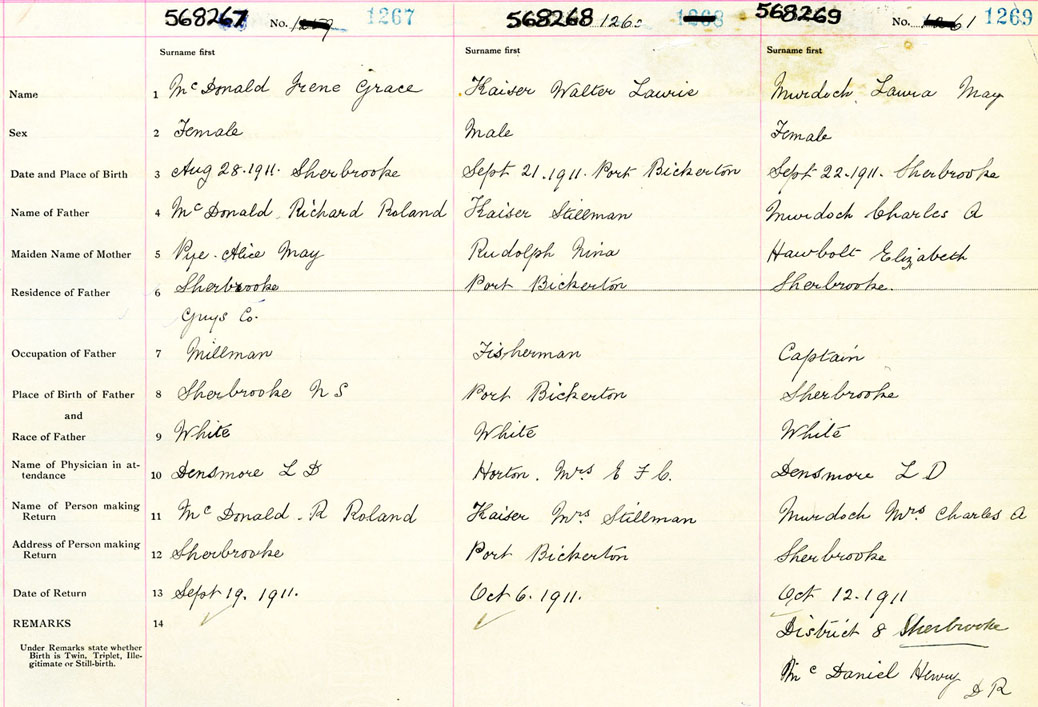 568267 No. 1267 568268 1260 1268 568269 No. 1261 1269
Surname first Surname first Surname first
Name 1 McDonald Irene Grace Kaiser Walter Laurie Murdoch Laura May
Sex 2 Female Male Female
Date and Place of Birth 3 Aug 28.1911. Sherbrooke Sept 21.1911. Port Bickerton Sept 22.1911. Sherbrooke
Name of Father 4 McDonald Richard Roland Kaiser Stillman Murdoch Charles A
Maiden Name of Mother 5 Pye. Alice May Rudolph Nina Hawbolt Elizabeth
Residence of Father 6 Sherbrooke Port Bickerton Sherbrooke.
Guys Co.
Occupation of Father 7 Millman Fisherman Captain
Place of Birth of Father 8 Sherbrooke N S Port Bickerton Sherbrooke
and
Race of Father 9 White White White
Name of Physician in at-
tendance 10 Densmore L D Horton. Mrs E F C. Densmore L D
Name of Person making
Return 11 McDonald. R Roland Kaiser Mrs Stillman Murdoch Mrs Charles A
Address of Person making
Return 12 Sherbrooke Port Bickerton Sherbrooke
Date of Return 13 Sept 19. 1911. Oct 6. 1911. Oct 12.1911
REMARKS 14 District 8 Sherbrooke
Under Remarks state whether
Birth is Twin, Triplet, Ille-
gitimate or Still-birth.
McDaniel Henry
D R